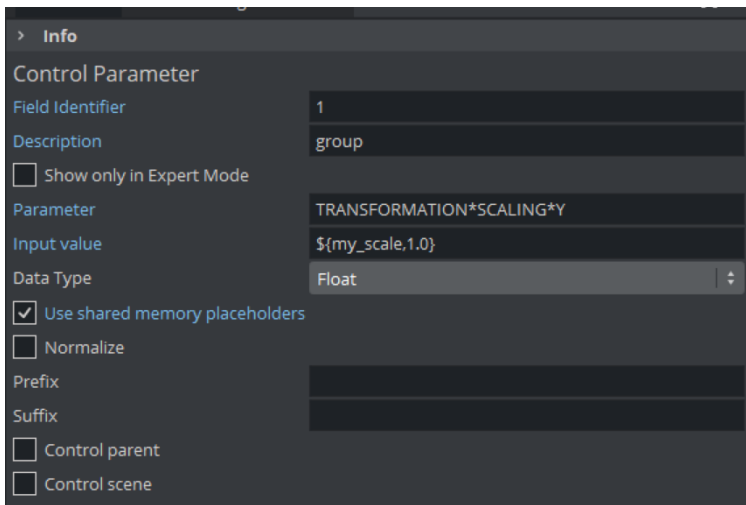 Info
Control Parameter
Field Identifier 1
Description group
Show only in Expert Mode
Parameter TRANSFORMATION*SCALING*Y
Input value ${my_scale,1.0}
Data Type Float
Use shared memory placeholders
Normalize
Prefix
Suffix
Control parent
Control scene